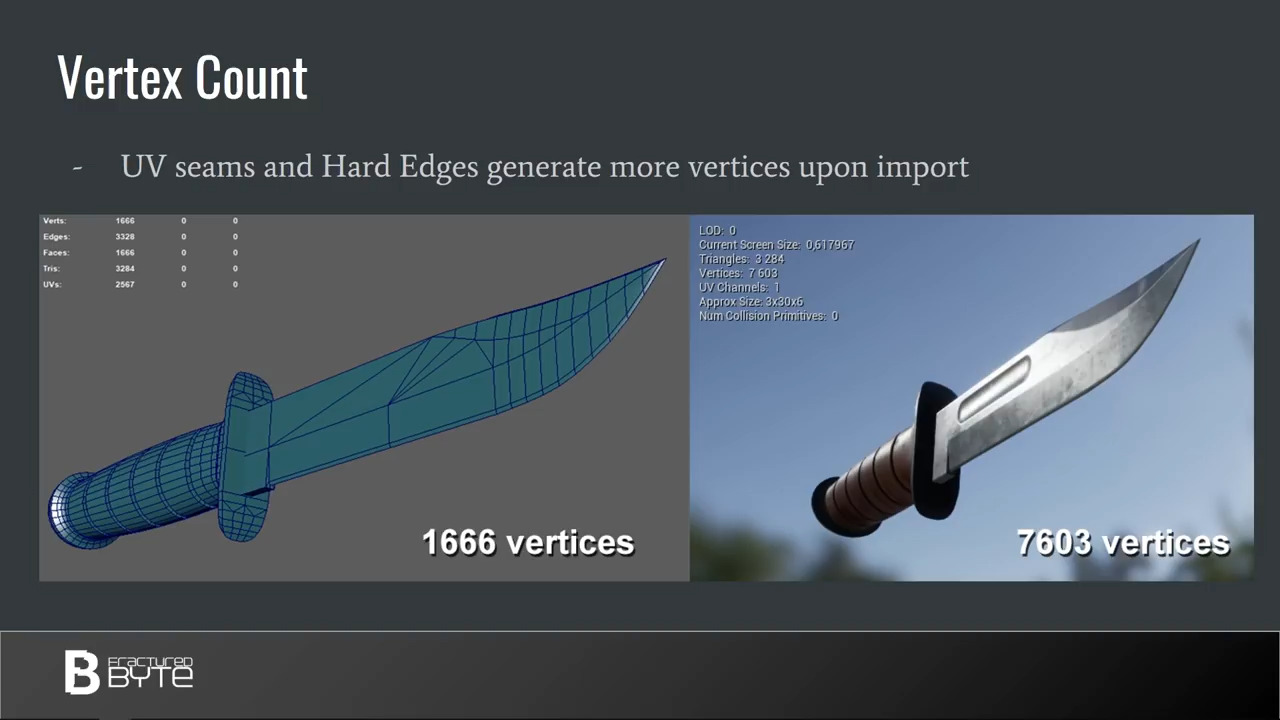 Vertex Count
- UV seams and Hard Edges generate more vertices upon import
Verts: 1666 0 0
Edges: 3328 0 0
Faces: 1666 0 0
Tris: 3284 0 0
UVs: 2567 0 0
1666 vertices
LOD: 0
Current Screen Size: 0,617967
Triangles: 3 284
Vertices: 7 603
UV Channels: 1
Approx Size: 3x30x6
Num Collision Primitives: 0
7603 vertices
B
Fractured
BYTe